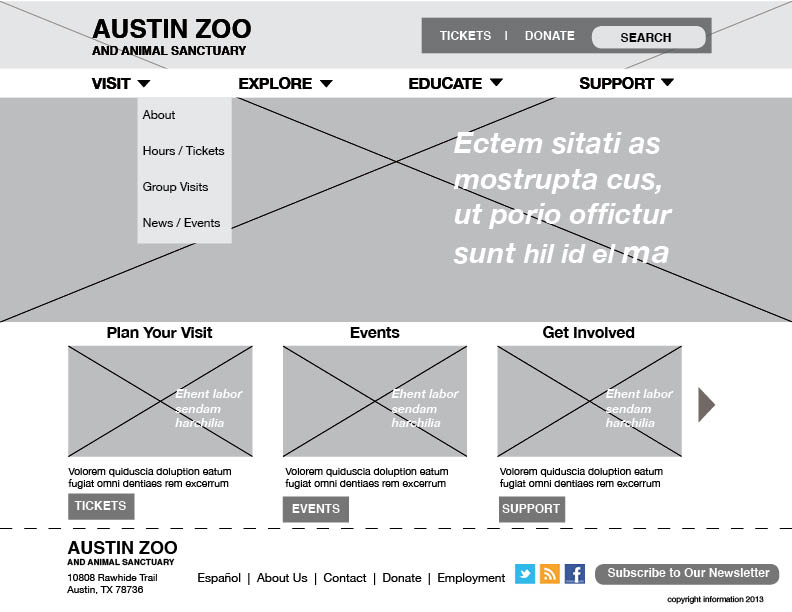 AUSTIN ZOO
AND ANIMAL SANCTUARY
TICKETS | DONATE SEARCH
VISIT EXPLORE EDUCATE SUPPORT
About
Hours / Tickets
Group Visits
News / Events
Ectem sitati as
mostrupta cus,
ut porio offictur
sunt hil id el ma
Plan Your Visit
Ehent labor
sendam
harchilia
Volorem quiduscia doluption eatum
fugiat omni dentiaes rem excerrum
TICKETS
Events
Ehent labor
sendam
harchilia
Volorem quiduscia doluption eatum
fugiat omni dentiaes rem excerrum
EVENTS
Get Involved
Ehent labor
sendam
harchilia
Volorem quiduscia doluption eatum
fugiat omni dentiaes rem excerrum
SUPPORT
AUSTIN ZOO
AND ANIMAL SANCTUARY
10808 Rawhide Trail
Austin, TX 78736
Español | About Us | Contact | Donate | Employment
Subscribe to Our Newsletter
copyright information 2013